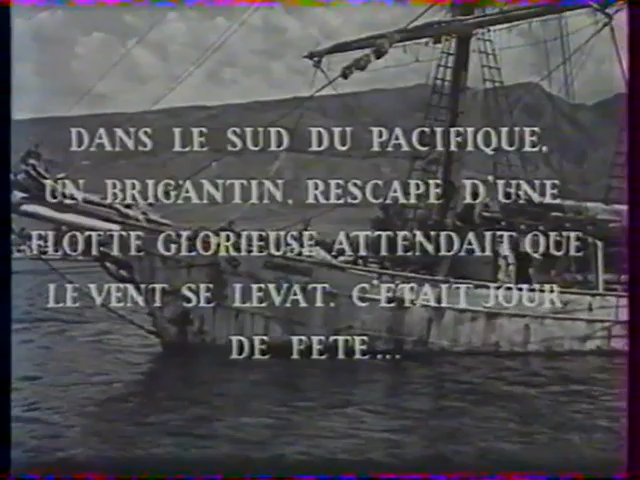 DANS LE SUD DU PACIFIQUE,
UN BRIGANTIN, RESCAPE D'UNE
FLOTTE GLORIEUSE ATTENDAIT QUE
LE VENT SE LEVAT. C'ETAIT JOUR
DE PETE...